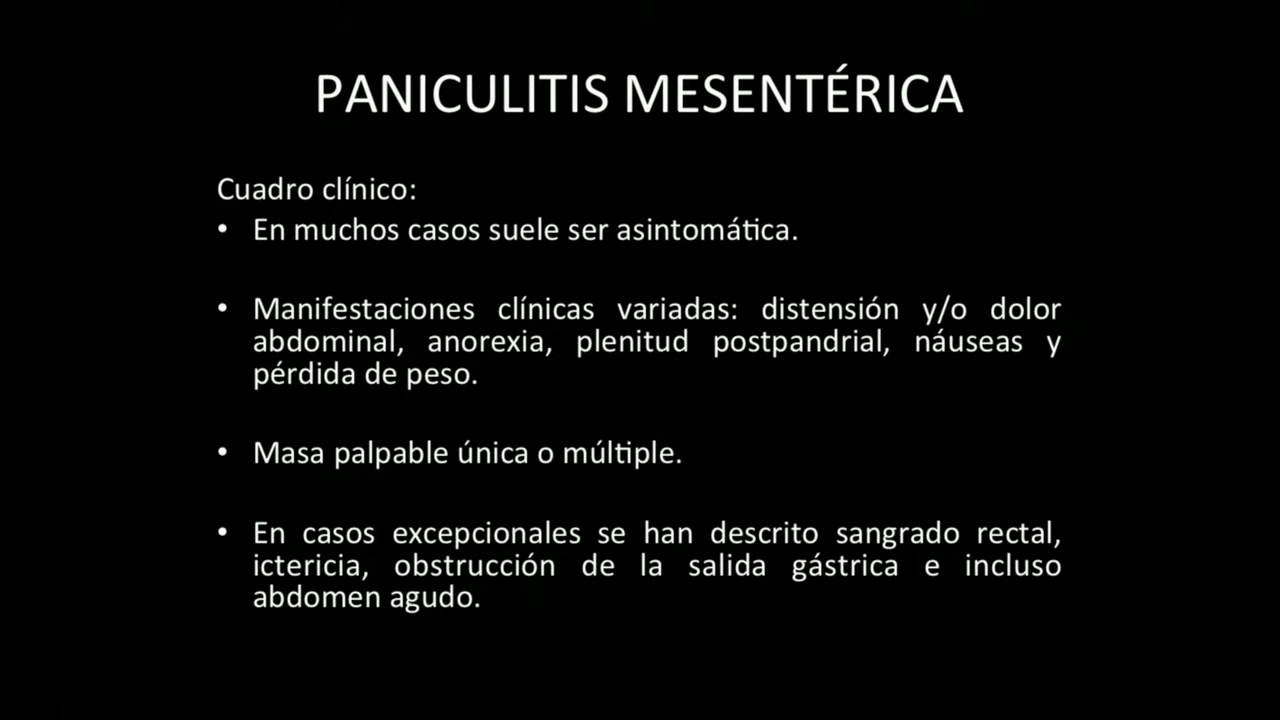 PANICULITIS MESENTÉRICA
Cuadro clínico:
• En muchos casos suele ser asintomática.
• Manifestaciones clínicas variadas: distensión y/o dolor
abdominal, anorexia, plenitud postpandrial, náuseas y
pérdida de peso.
• Masa palpable única o múltiple.
• En casos excepcionales se han descrito sangrado rectal,
ictericia, obstrucción de la salida gástrica e incluso
abdomen agudo.